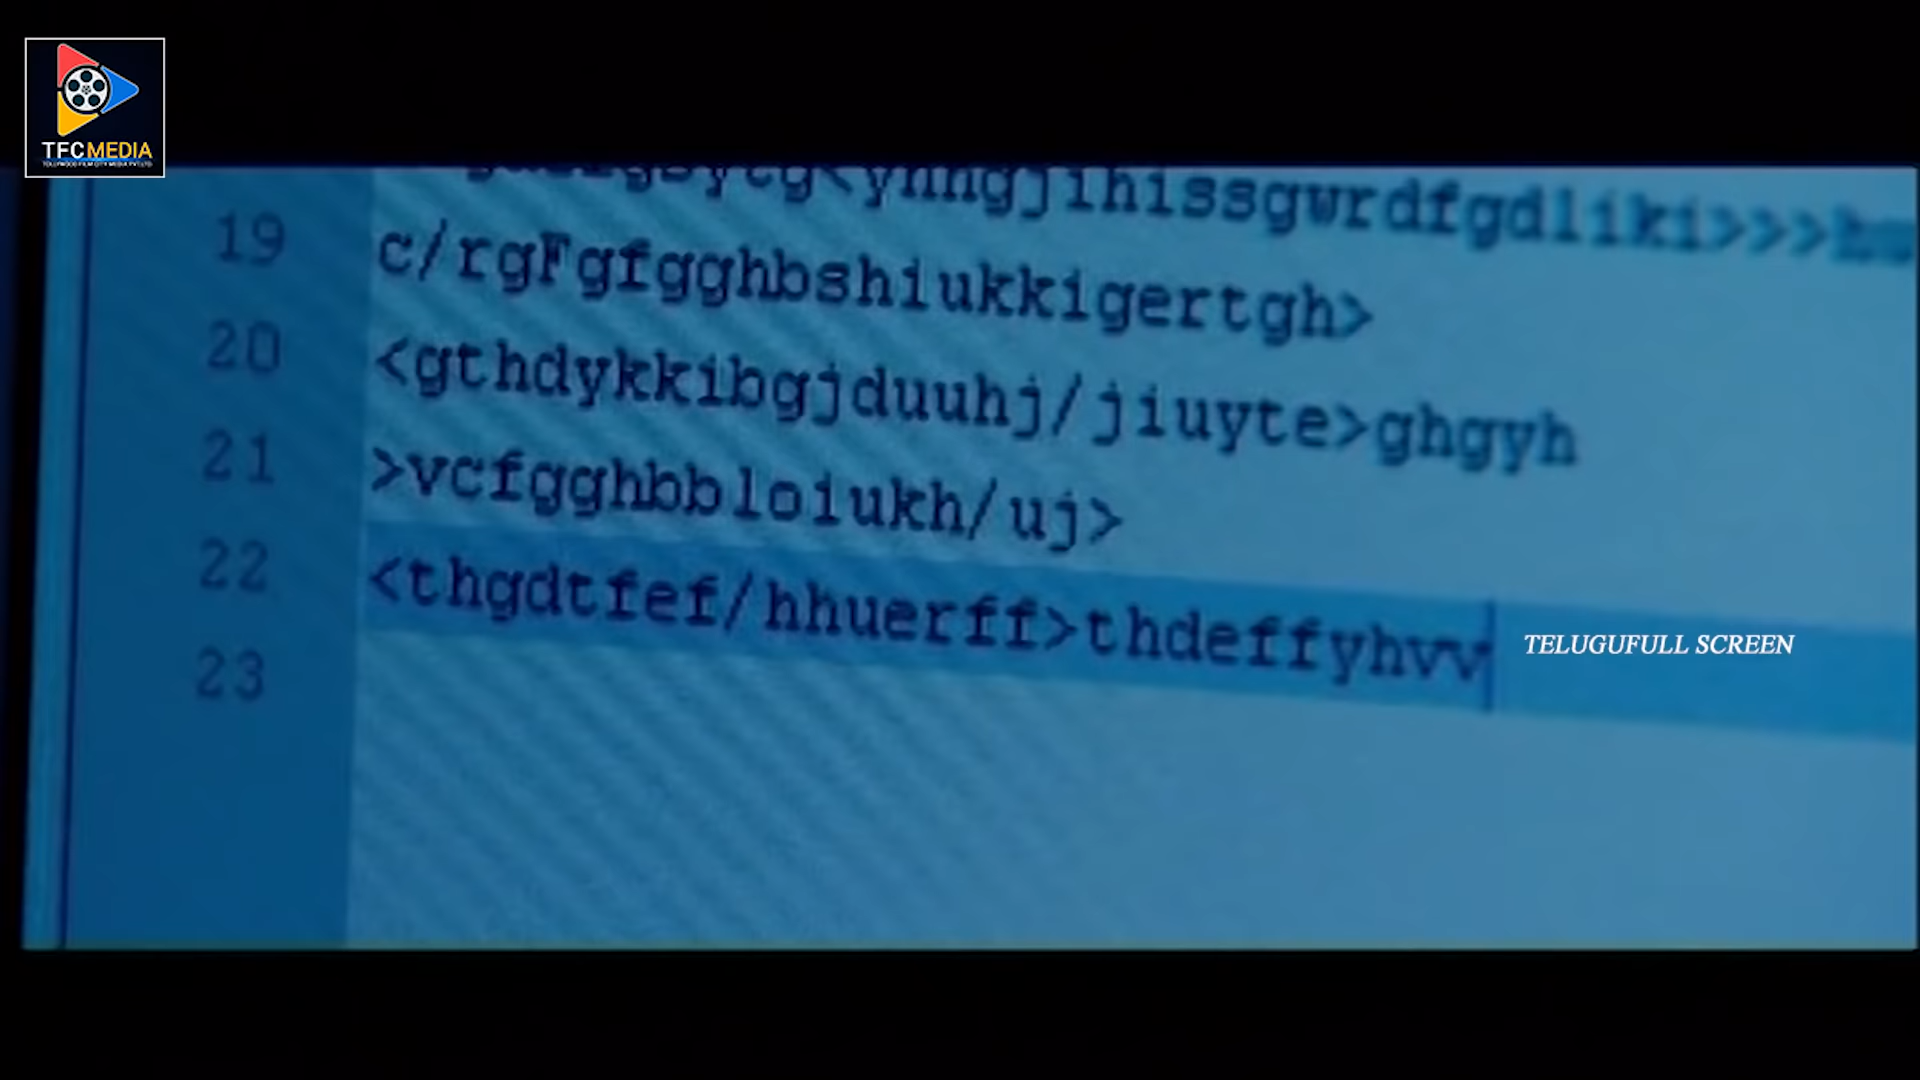 TFCMEDIA
19 c/rgFgfgghbshiukkigertgh>
20 <gthdykkibgjduuhj/jiuyte>ghgyh
21 >vcfgghbbloiukh/uj>
22 <thgdtfef/hhuerff>thdeffyhvv
23
TELUGUFULL SCREEN